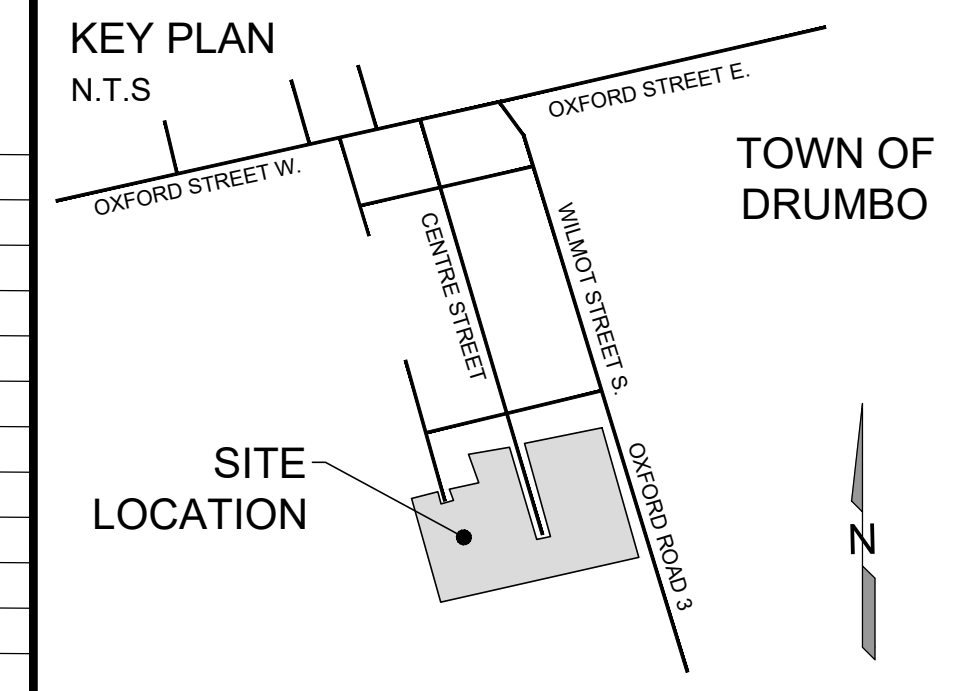 KEY PLAN
N.T.S
OXFORD STREET E.
TOWN OF
DRUMBO
OXFORD STREET W.
CENTRE STREET
WILMOT STREET S.
SITE
LOCATION
OXFORD ROAD 3
N